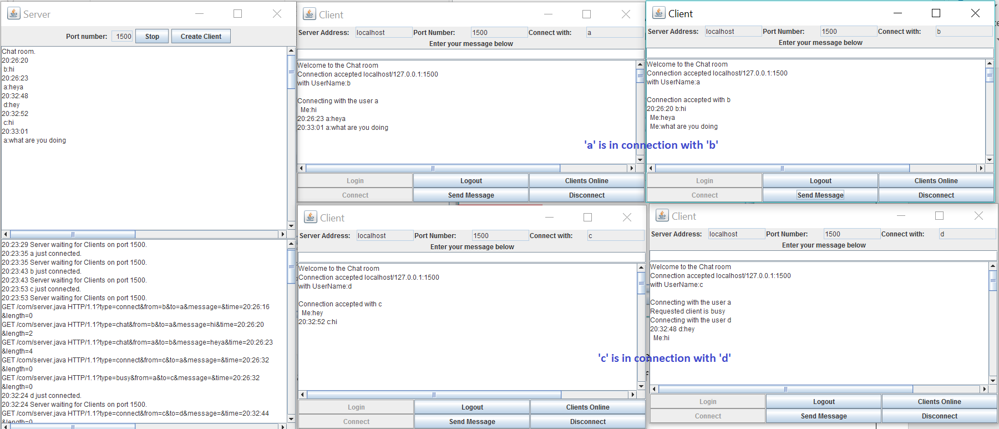 Server
Port number: 1500 Stop Create Client
Chat room.
20:26:20
b:hi
20:26:23
a:heya
20:32:48
d:hey
20:32:52
c:hi
20:33:01
a:what are you doing
20:23:29 Server waiting for Clients on port 1500.
20:23:35 a just connected.
20:23:35 Server waiting for Clients on port 1500.
20:23:43 b just connected.
20:23:43 Server waiting for Clients on port 1500.
20:23:53 c just connected.
20:23:53 Server waiting for Clients on port 1500.
GET /com/server.java HTTP/1.1?type=connect&from=b&to=a&message=&time=20:26:16
&length=0
GET /com/server.java HTTP/1.1?type=chat&from=b&to=a&message=hi&time=20:26:20
&length=2
GET /com/server.java HTTP/1.1?type=chat&from=a&to=b&message=heya&time=20:26:23
&length=4
GET /com/server.java HTTP/1.1?type=connect&from=c&to=a&message=&time=20:26:32
&length=0
GET /com/server.java HTTP/1.1?type=busy&from=a&to=c&message=&time=20:26:32
&length=0
20:32:24 d just connected.
20:32:24 Server waiting for Clients on port 1500.
GET /com/server.java HTTP/1.1?type=connect&from=c&to=d&message=&time=20:32:44
&length=0
Client
Server Address: localhost Port Number: 1500 Connect with: a
Enter your message below
Welcome to the Chat room
Connection accepted localhost/127.0.0.1:1500
with UserName:b
Connecting with the user a
Me:hi
20:26:23 a:heya
20:33:01 a:what are you doing
Login Logout Clients Online
Connect Send Message Disconnect
Client
Server Address: localhost Port Number: 1500 Connect with: b
Enter your message below
Welcome to the Chat room
Connection accepted localhost/127.0.0.1:1500
with UserName:a
Connection accepted with b
20:26:20 b:hi
Me:heya
Me:what are you doing
'a' is in connection with 'b'
Login Logout Clients Online
Connect Send Message Disconnect
Client
Server Address: localhost Port Number: 1500 Connect with: c
Enter your message below
Welcome to the Chat room
Connection accepted localhost/127.0.0.1:1500
with UserName:d
Connection accepted with c
Me:hey
20:32:52 c:hi
Login Logout Clients Online
Connect Send Message Disconnect
Client
Server Address: localhost Port Number: 1500 Connect with: d
Enter your message below
Welcome to the Chat room
Connection accepted localhost/127.0.0.1:1500
with UserName:c
Connecting with the user a
Requested client is busy
Connecting with the user d
20:32:48 d:hey
Me:hi
'c' is in connection with 'd'
Login Logout Clients Online
Connect Send Message Disconnect